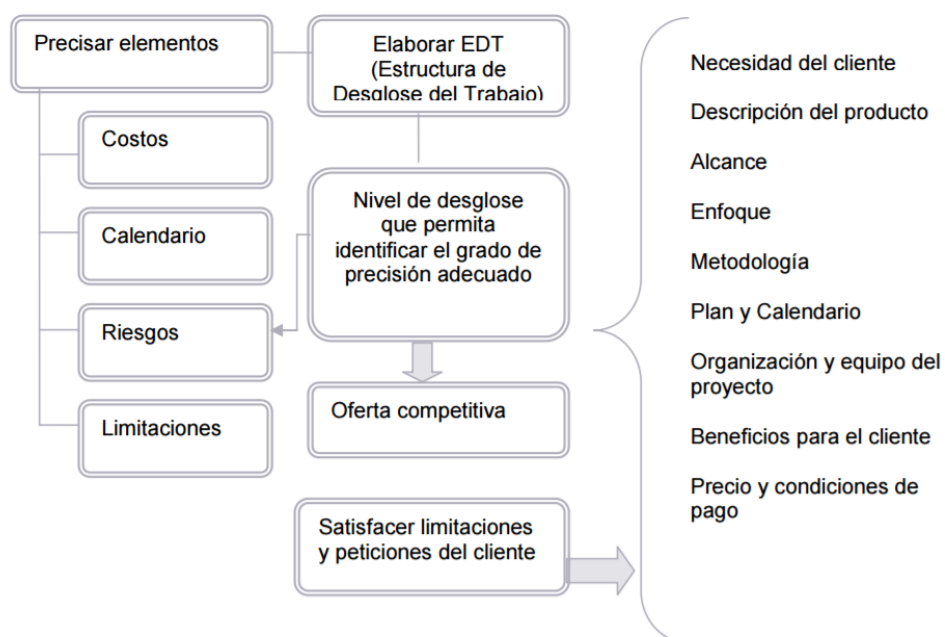 Precisar elementos
Costos
Calendario
Riesgos
Limitaciones
Elaborar EDT
(Estructura de
Desglose del Trabajo)
Nivel de desglose
que permita
identificar el grado de
precisión adecuado
Oferta competitiva
Satisfacer limitaciones
y peticiones del cliente
Necesidad del cliente
Descripción del producto
Alcance
Enfoque
Metodología
Plan y Calendario
Organización y equipo del
proyecto
Beneficios para el cliente
Precio y condiciones de
pago